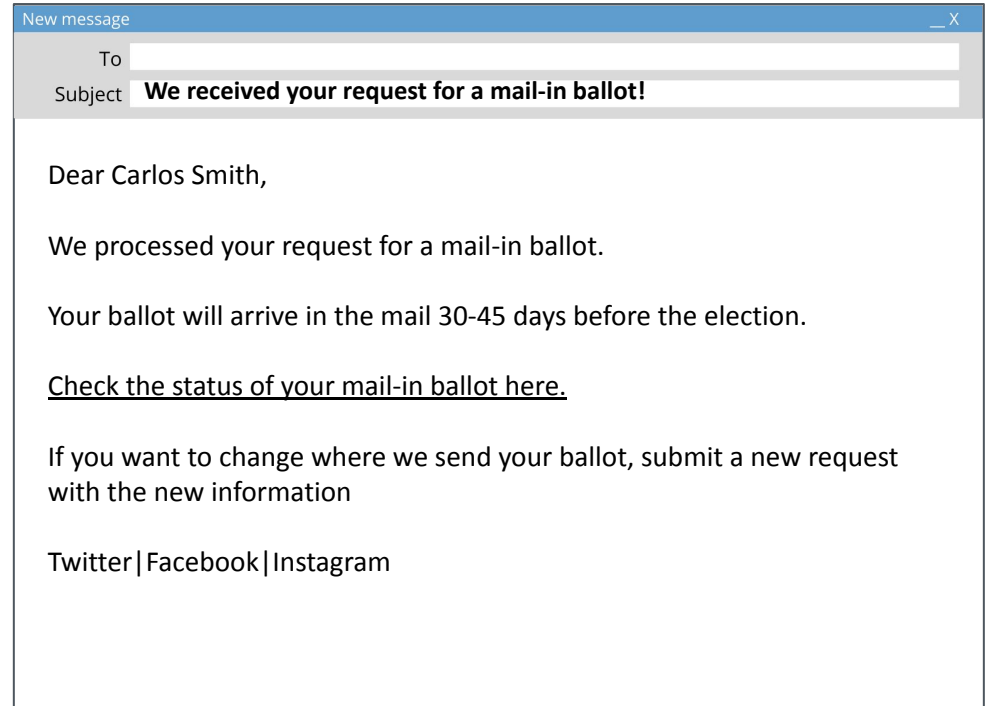 New message __ X
To
Subject We received your request for a mail-in ballot!
Dear Carlos Smith,
We processed your request for a mail-in ballot.
Your ballot will arrive in the mail 30-45 days before the election.
Check the status of your mail-in ballot here.
If you want to change where we send your ballot, submit a new request
with the new information
Twitter|Facebook|Instagram